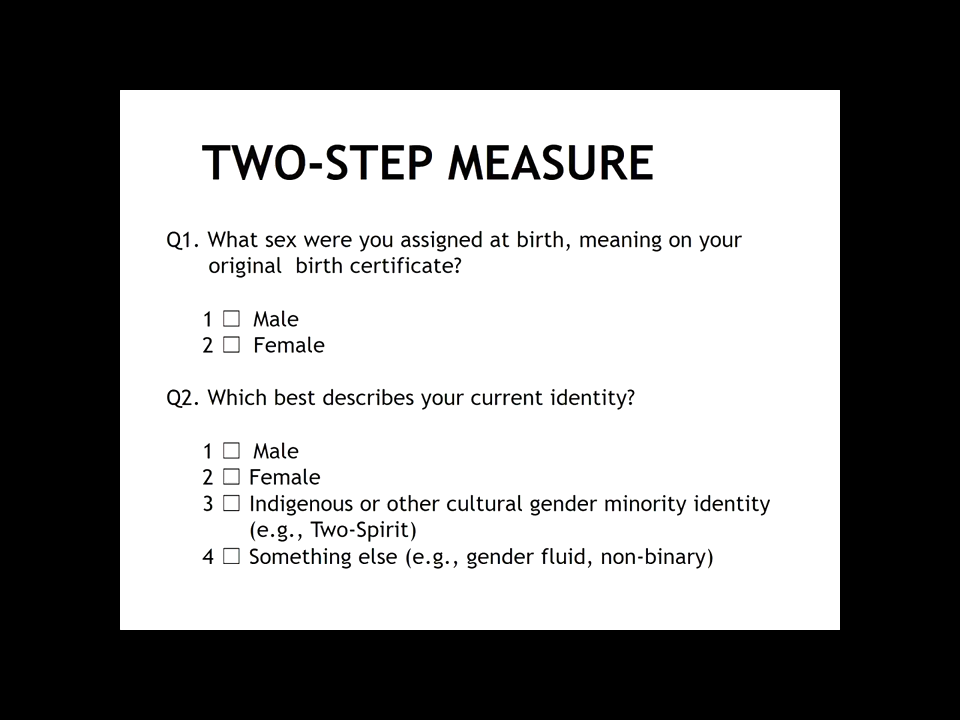 TWO-STEP MEASURE
Q1. What sex were you assigned at birth, meaning on your
original  birth certificate?
1 ☐ Male
2 ☐ Female
Q2. Which best describes your current identity?
1 ☐ Male
2 ☐ Female
3 ☐ Indigenous or other cultural gender minority identity
(e.g., Two-Spirit)
4 ☐ Something else (e.g., gender fluid, non-binary)